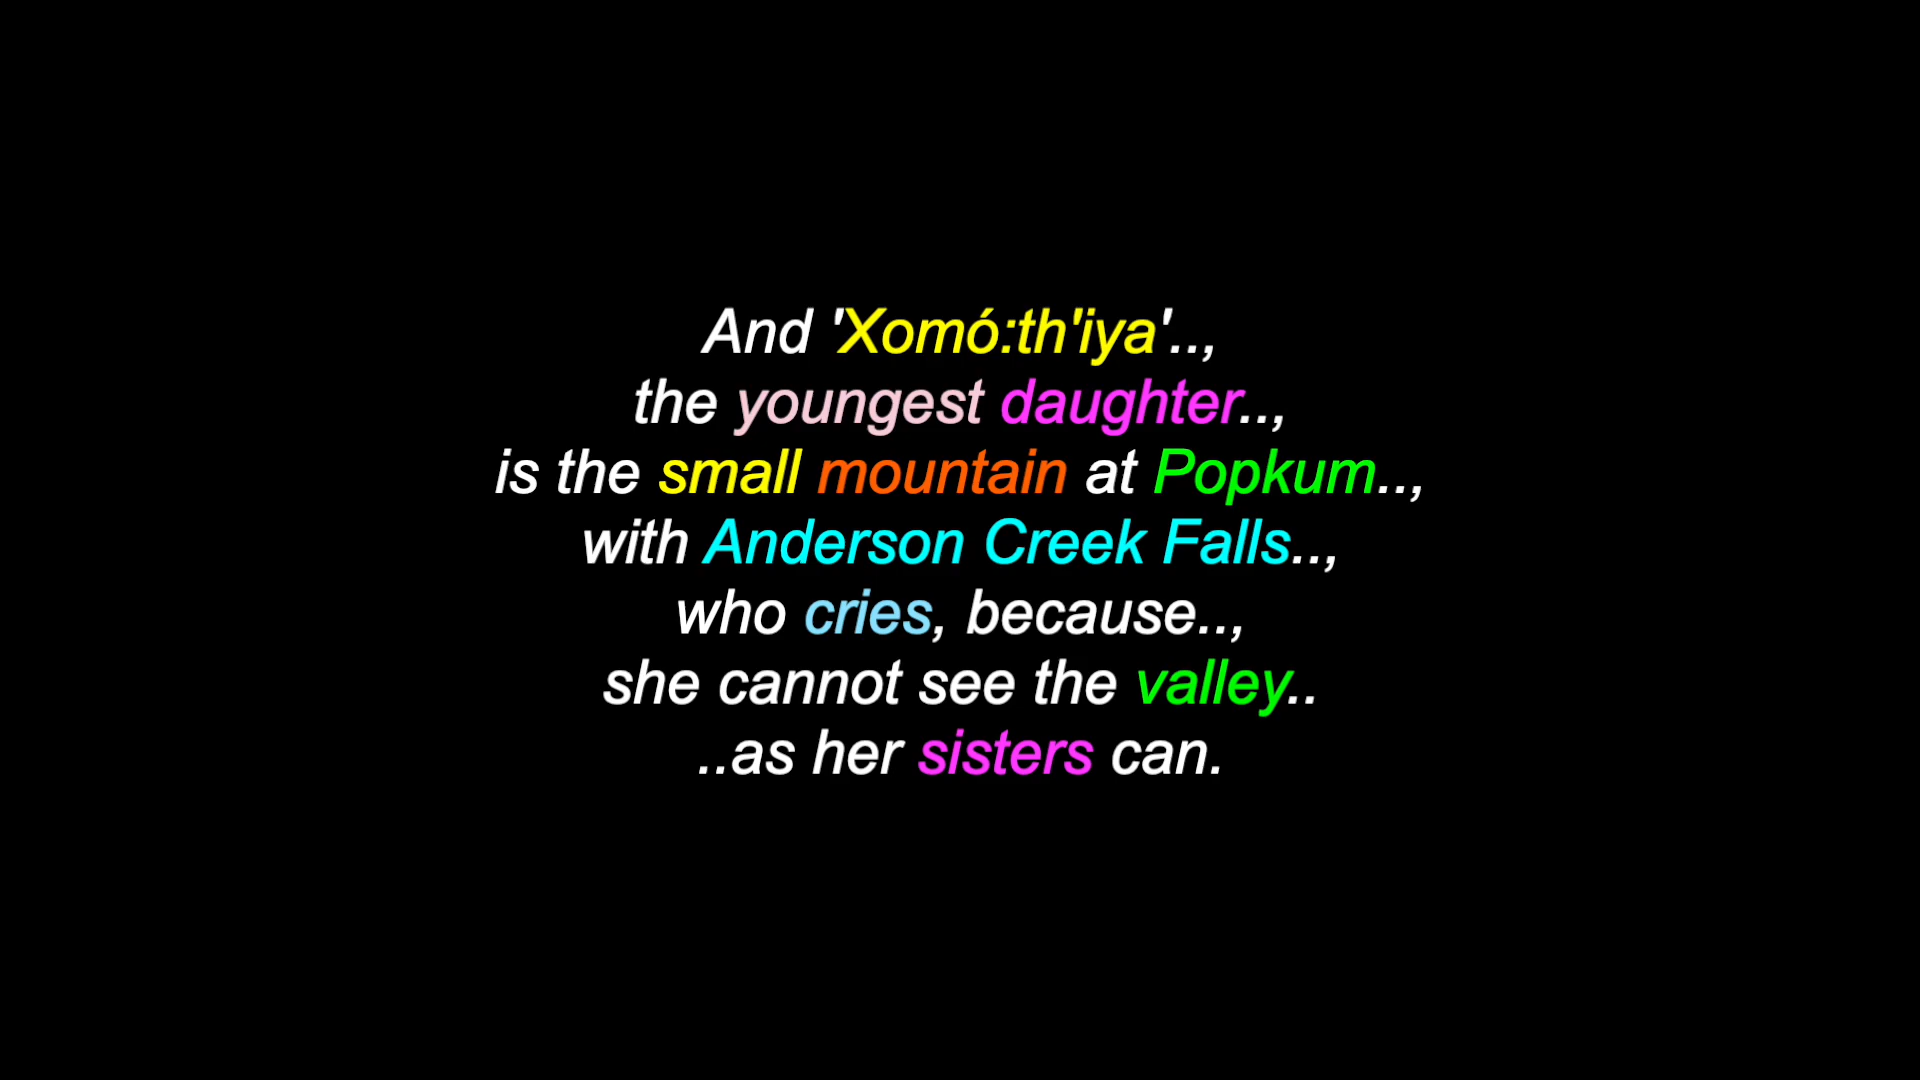 And 'Xomó:th'iya'..,
the youngest daughter..,
is the small mountain at Popkum..,
with Anderson Creek Falls..,
who cries, because..,
she cannot see the valley..
..as her sisters can.